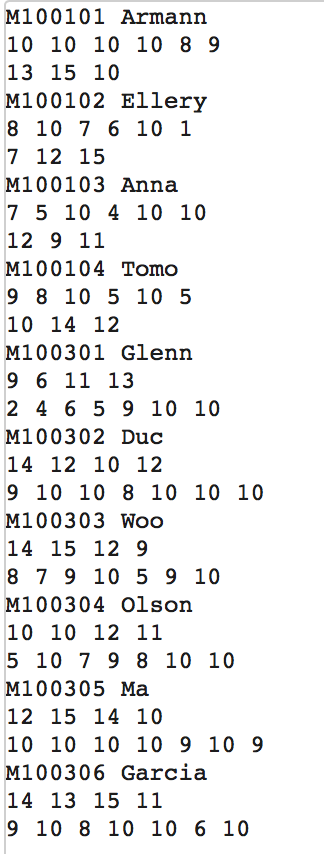 M100101 Armann
10 10 10 10 8 9
13 15 10
M100102 Ellery
8 10 7 6 10 1
7 12 15
M100103 Anna
7 5 10 4 10 10
12 9 11
M100104 Tomo
9 8 10 5 10 5
10 14 12
M100301 Glenn
9 6 11 13
2 4 6 5 9 10 10
M100302 Duc
14 12 10 12
9 10 10 8 10 10 10
M100303 Woo
14 15 12 9
8 7 9 10 5 9 10
M100304 Olson
10 10 12 11
5 10 7 9 8 10 10
M100305 Ma
12 15 14 10
10 10 10 10 9 10 9
M100306 Garcia
14 13 15 11
9 10 8 10 10 6 10